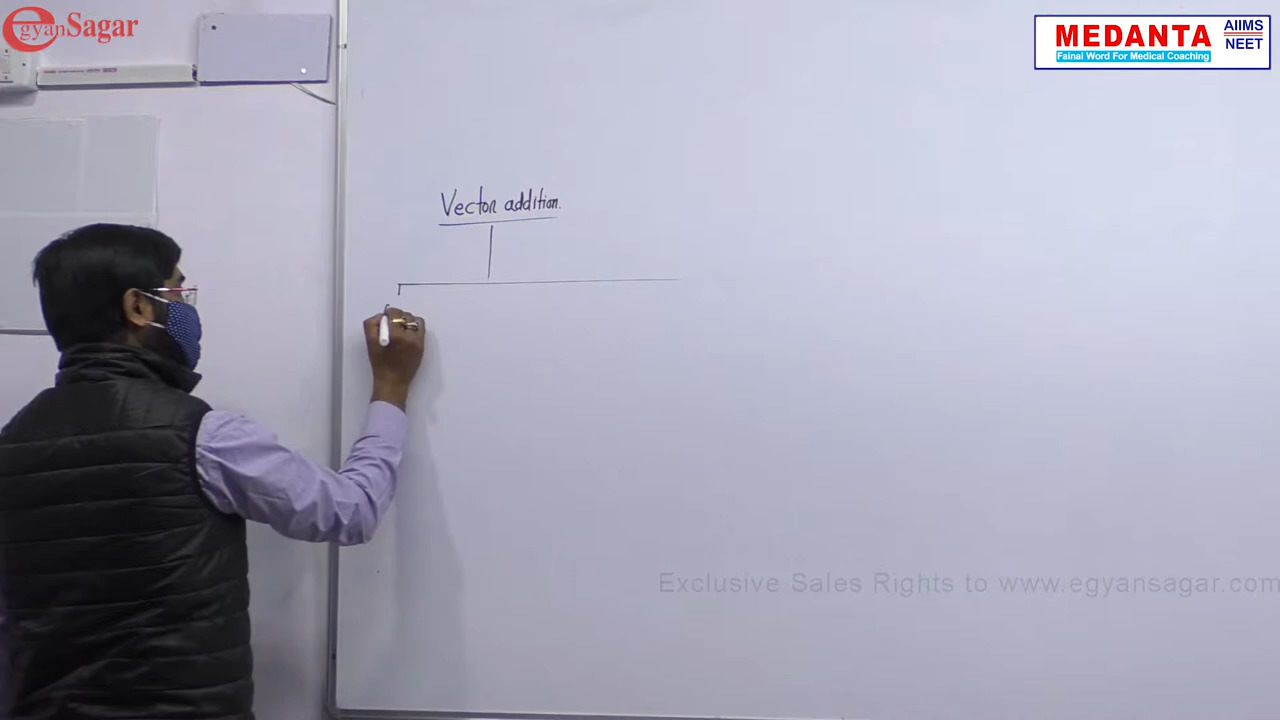 egyanSagar
MEDANTA
AIIMS
NEET
Fainal Word For Medical Coaching
Vector addition.
Exclusive Sales Rights to www.egyansagar.com